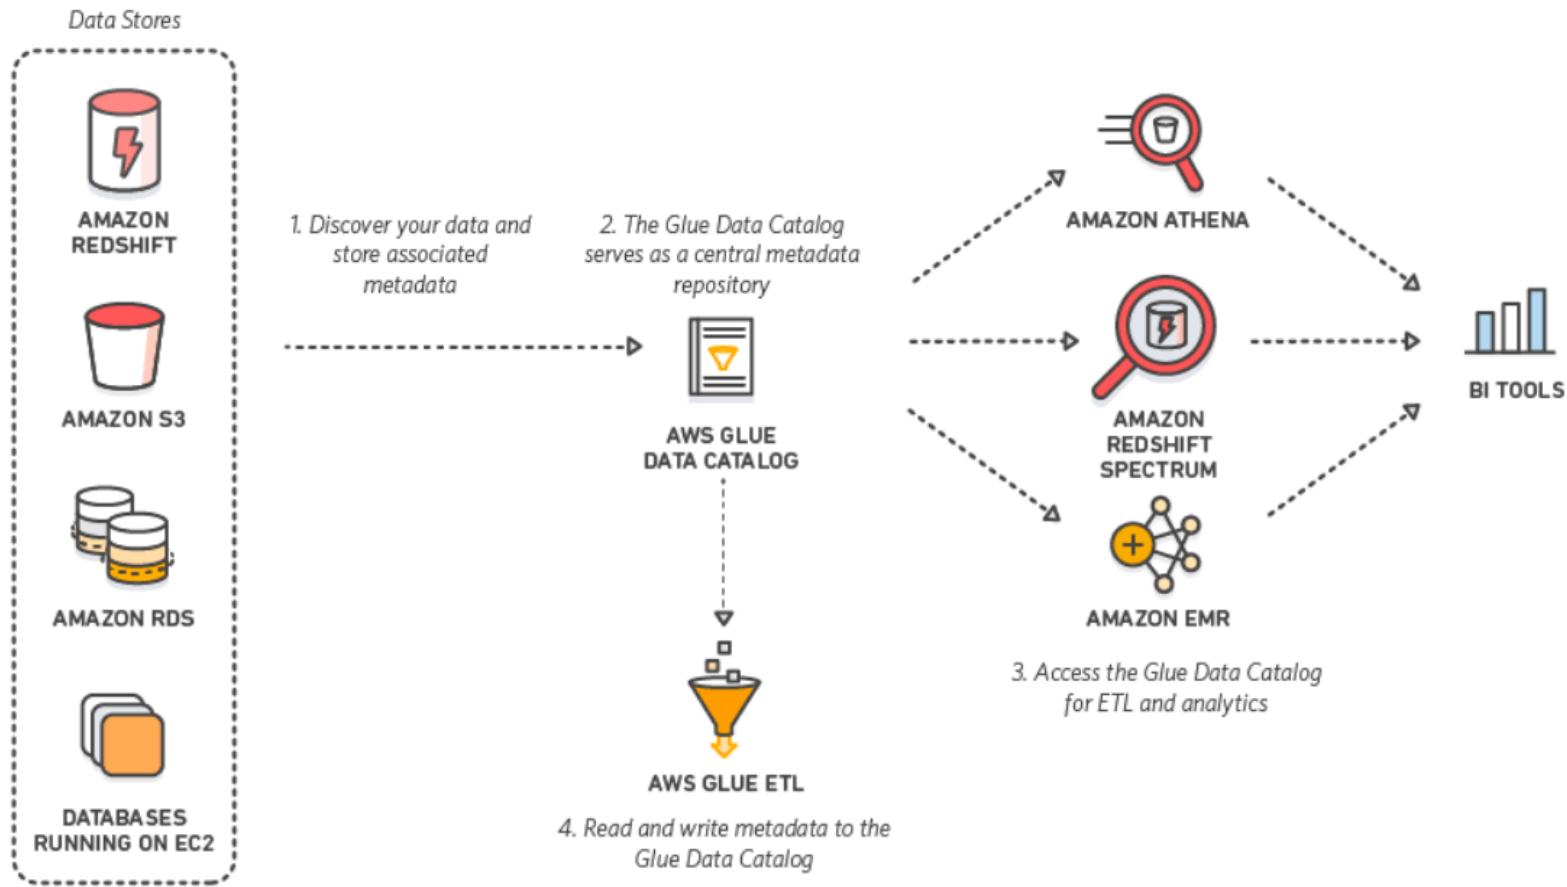 Data Stores
AMAZON
REDSHIFT
AMAZON S3
AMAZON RDS
DATABASES
RUNNING ON EC2
1. Discover your data and
store associated
metadata
2. The Glue Data Catalog
serves as a central metadata
repository
AWS GLUE
DATA CATALOG
AWS GLUE ETL
4. Read and write metadata to the
Glue Data Catalog
AMAZON ATHENA
AMAZON
REDSHIFT
SPECTRUM
AMAZON EMR
3. Access the Glue Data Catalog
for ETL and analytics
BI TOOLS